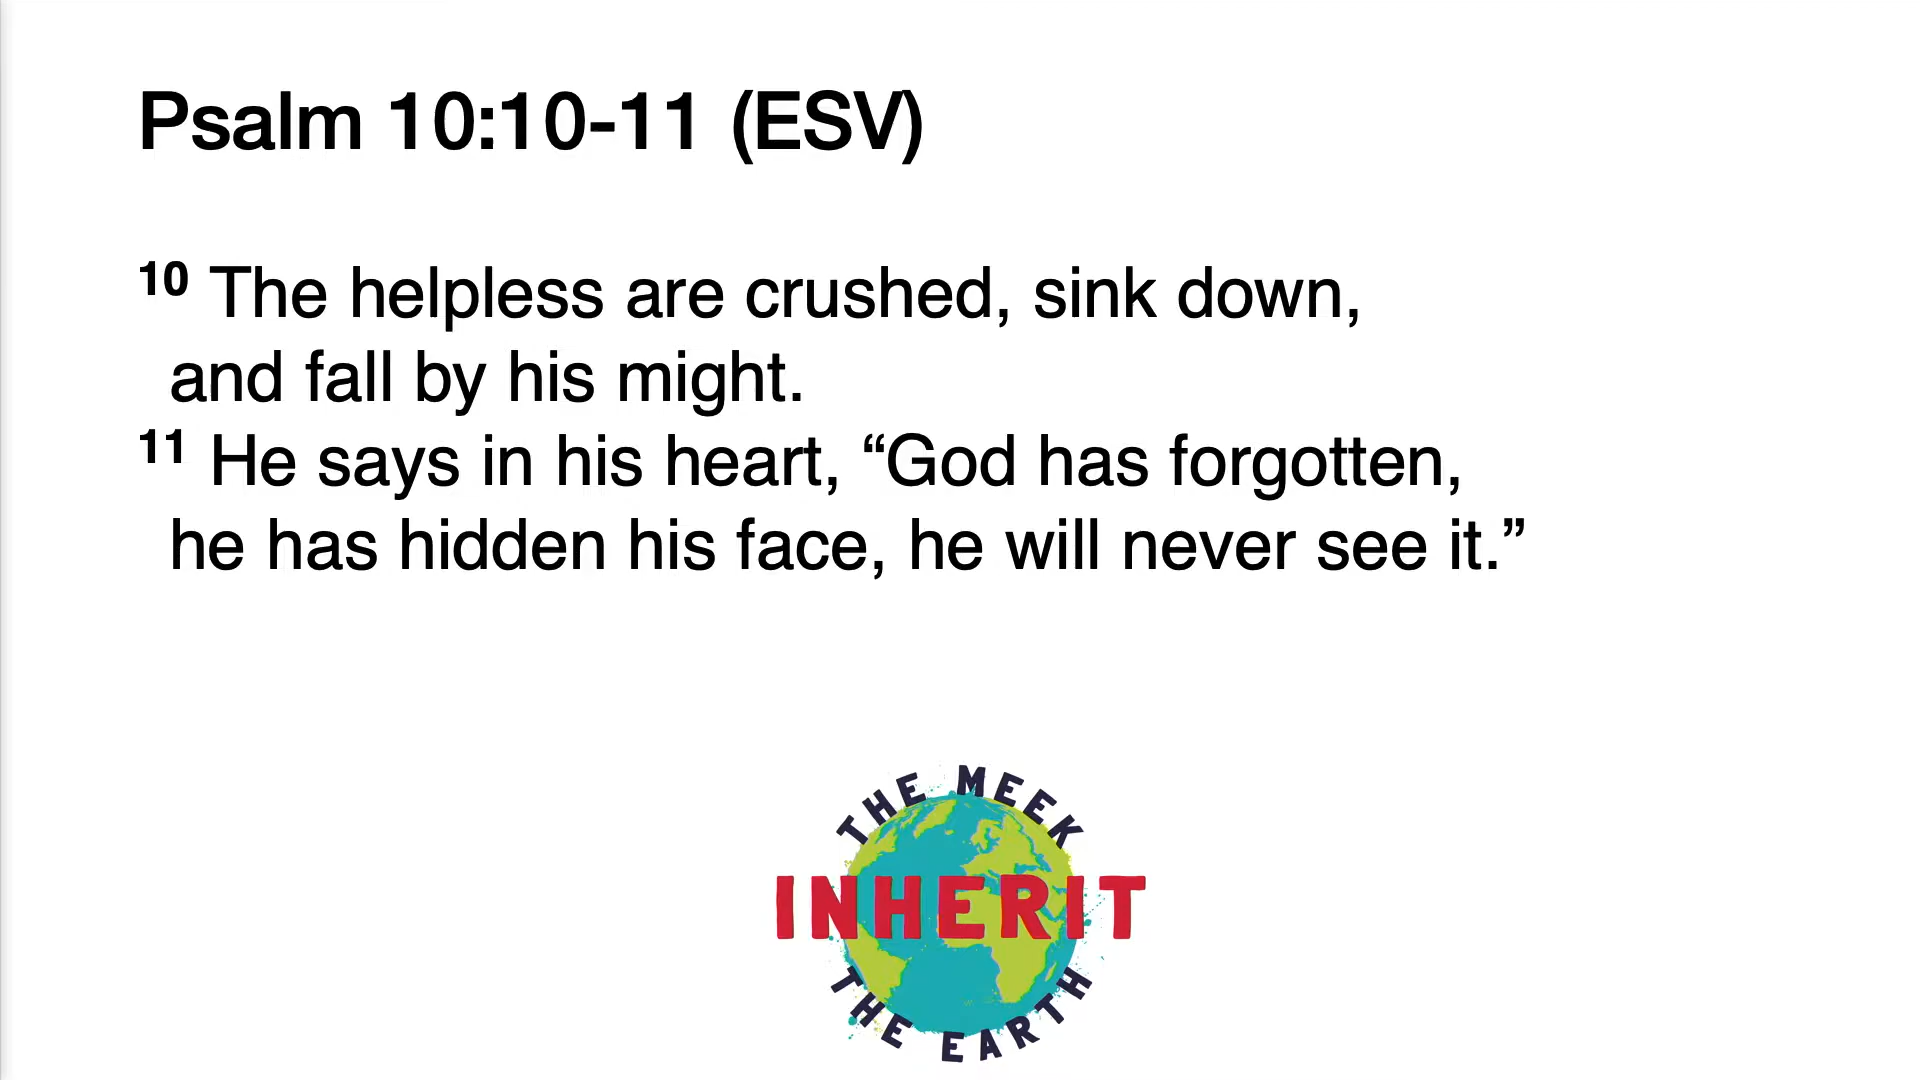 Psalm 10:10-11 (ESV)
10 The helpless are crushed, sink down,
and fall by his might.
11 He says in his heart, “God has forgotten,
he has hidden his face, he will never see it.”
THE MEEK
INHERIT
THE EARTH